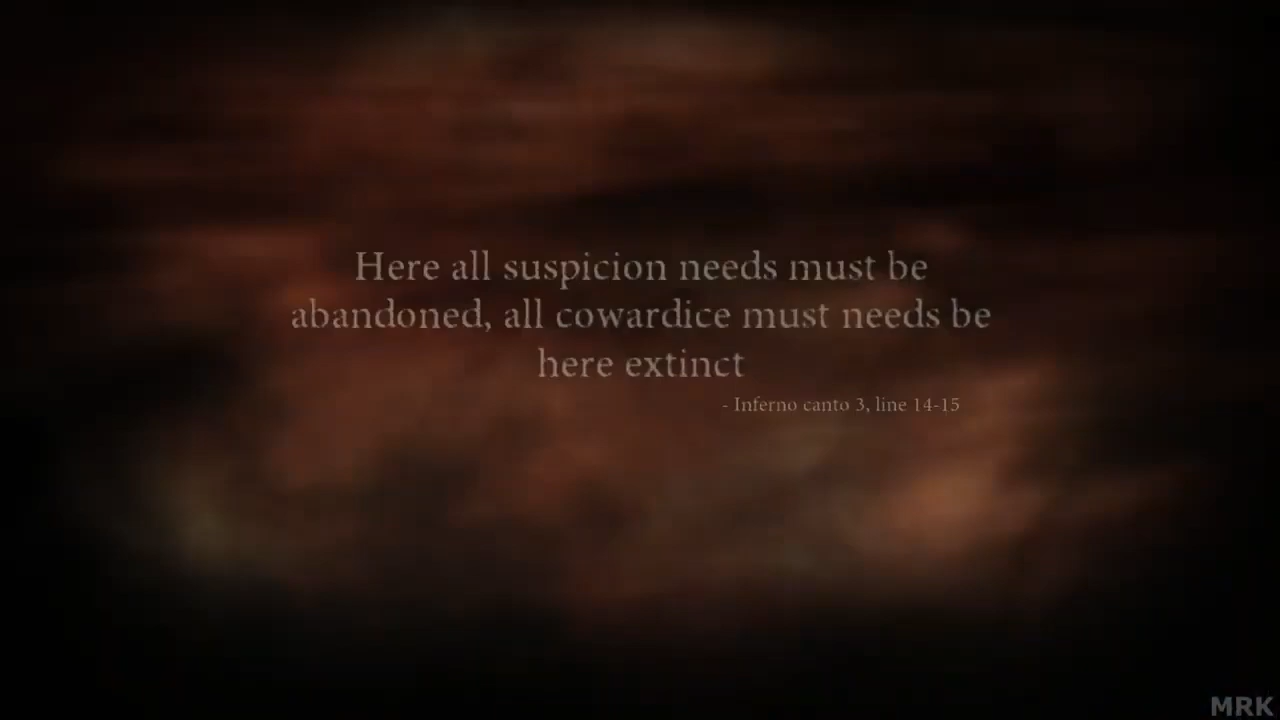 Here all suspicion needs must be
abandoned, all cowardice must needs be
here extinct
- Inferno canto 3, line 14-15
MRK